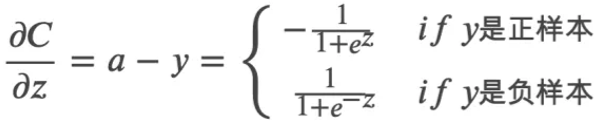 ∂C/∂z = a − y = { −1/(1+e^z) if y是正样本
1/(1+e^−z) if y是负样本